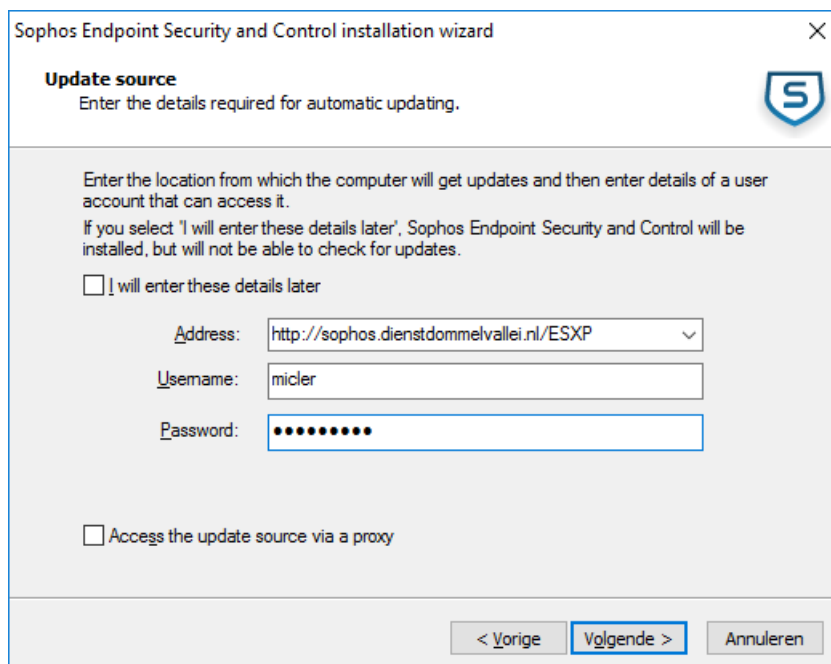 Sophos Endpoint Security and Control installation wizard
Update source
Enter the details required for automatic updating.
S
Enter the location from which the computer will get updates and then enter details of a user
account that can access it.
If you select 'I will enter these details later', Sophos Endpoint Security and Control will be
installed, but will not be able to check for updates.
I will enter these details later
Address: http://sophos.dienstdommelvallei.nl/ESXP
Username: micler
Password: ●●●●●●●●●
Access the update source via a proxy
< Vorige Volgende > Annuleren